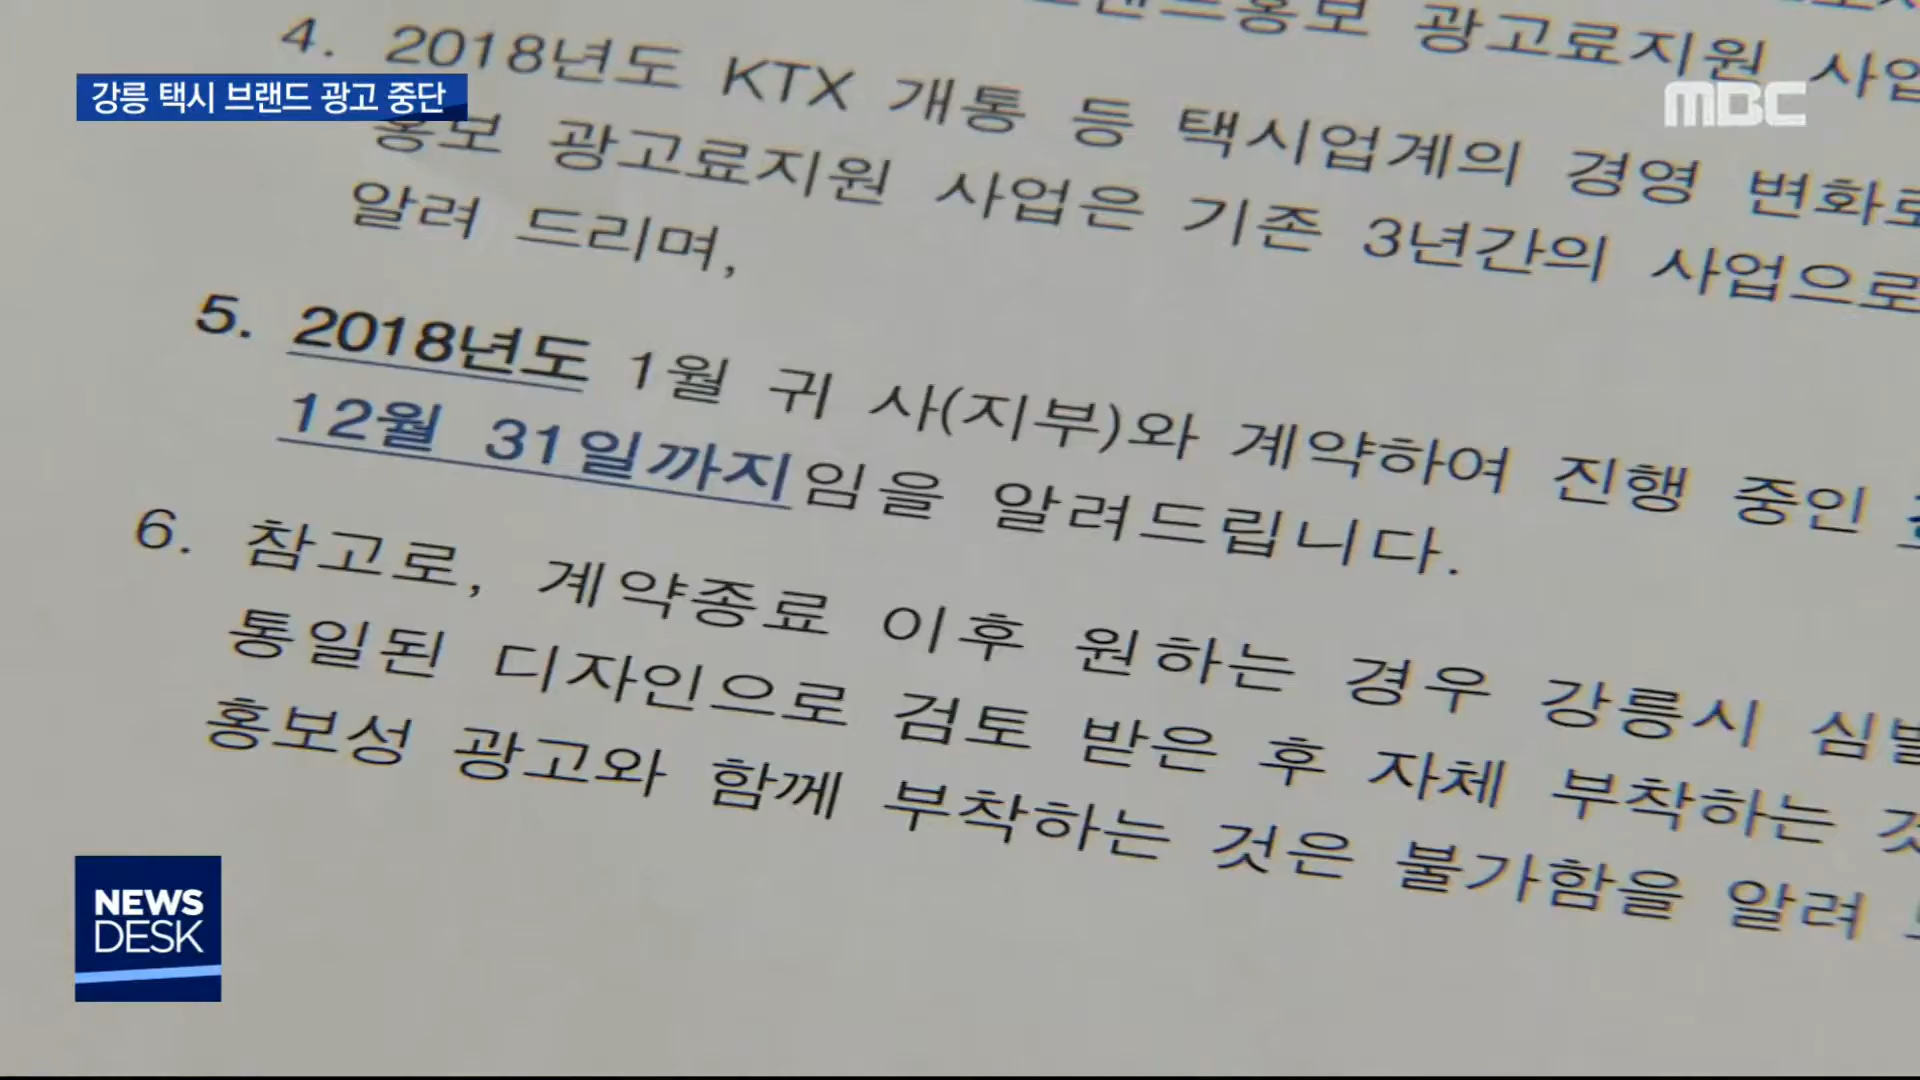 광고료지원
4. 2018년도 KTX 개통 등 택시업계의 경영
강릉 택시 브랜드 광고 중단
MBC
홍보 광고료지원 사업은 기존 3년간의 사업으로
알려 드리며,
5. 2018년도 1월 귀 사(지부)와 계약하여 진행 중인
12월 31일까지임을 알려드립니다.
6. 참고로, 계약종료 이후 원하는 경우 강릉시
통일된 디자인으로 검토 받은 후 자체 부착하는
홍보성 광고와 함께 부착하는 것은 불가함을 알려
NEWS
DESK